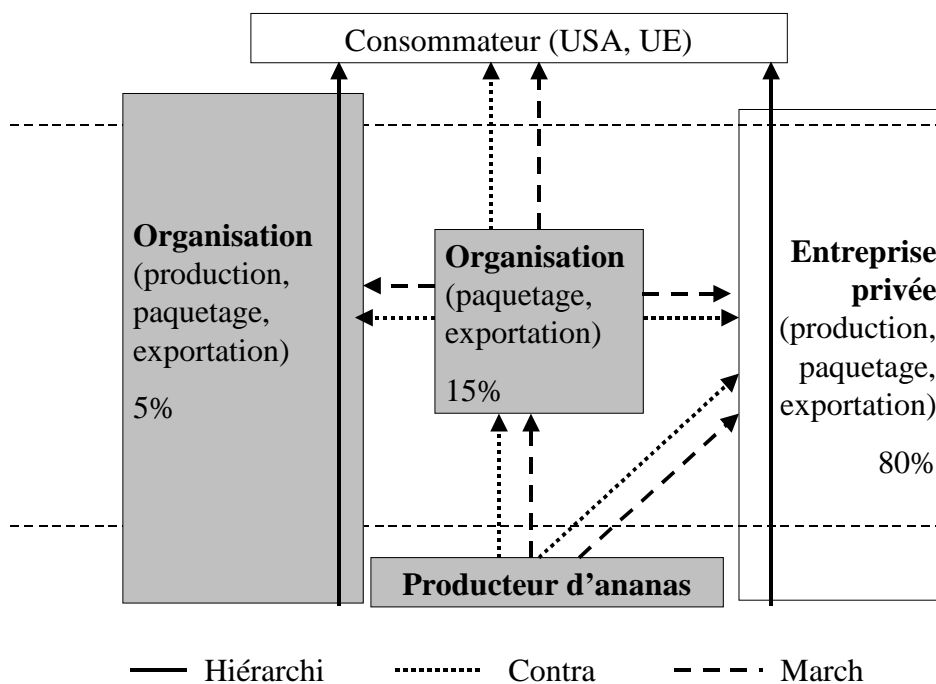 Consommateur (USA, UE)
Organisation
(production,
paquetage,
exportation)
5%
Organisation
(paquetage,
exportation)
15%
Entreprise
privée
(production,
paquetage,
exportation)
80%
Producteur d’ananas
Hiérarchi
Contra
March